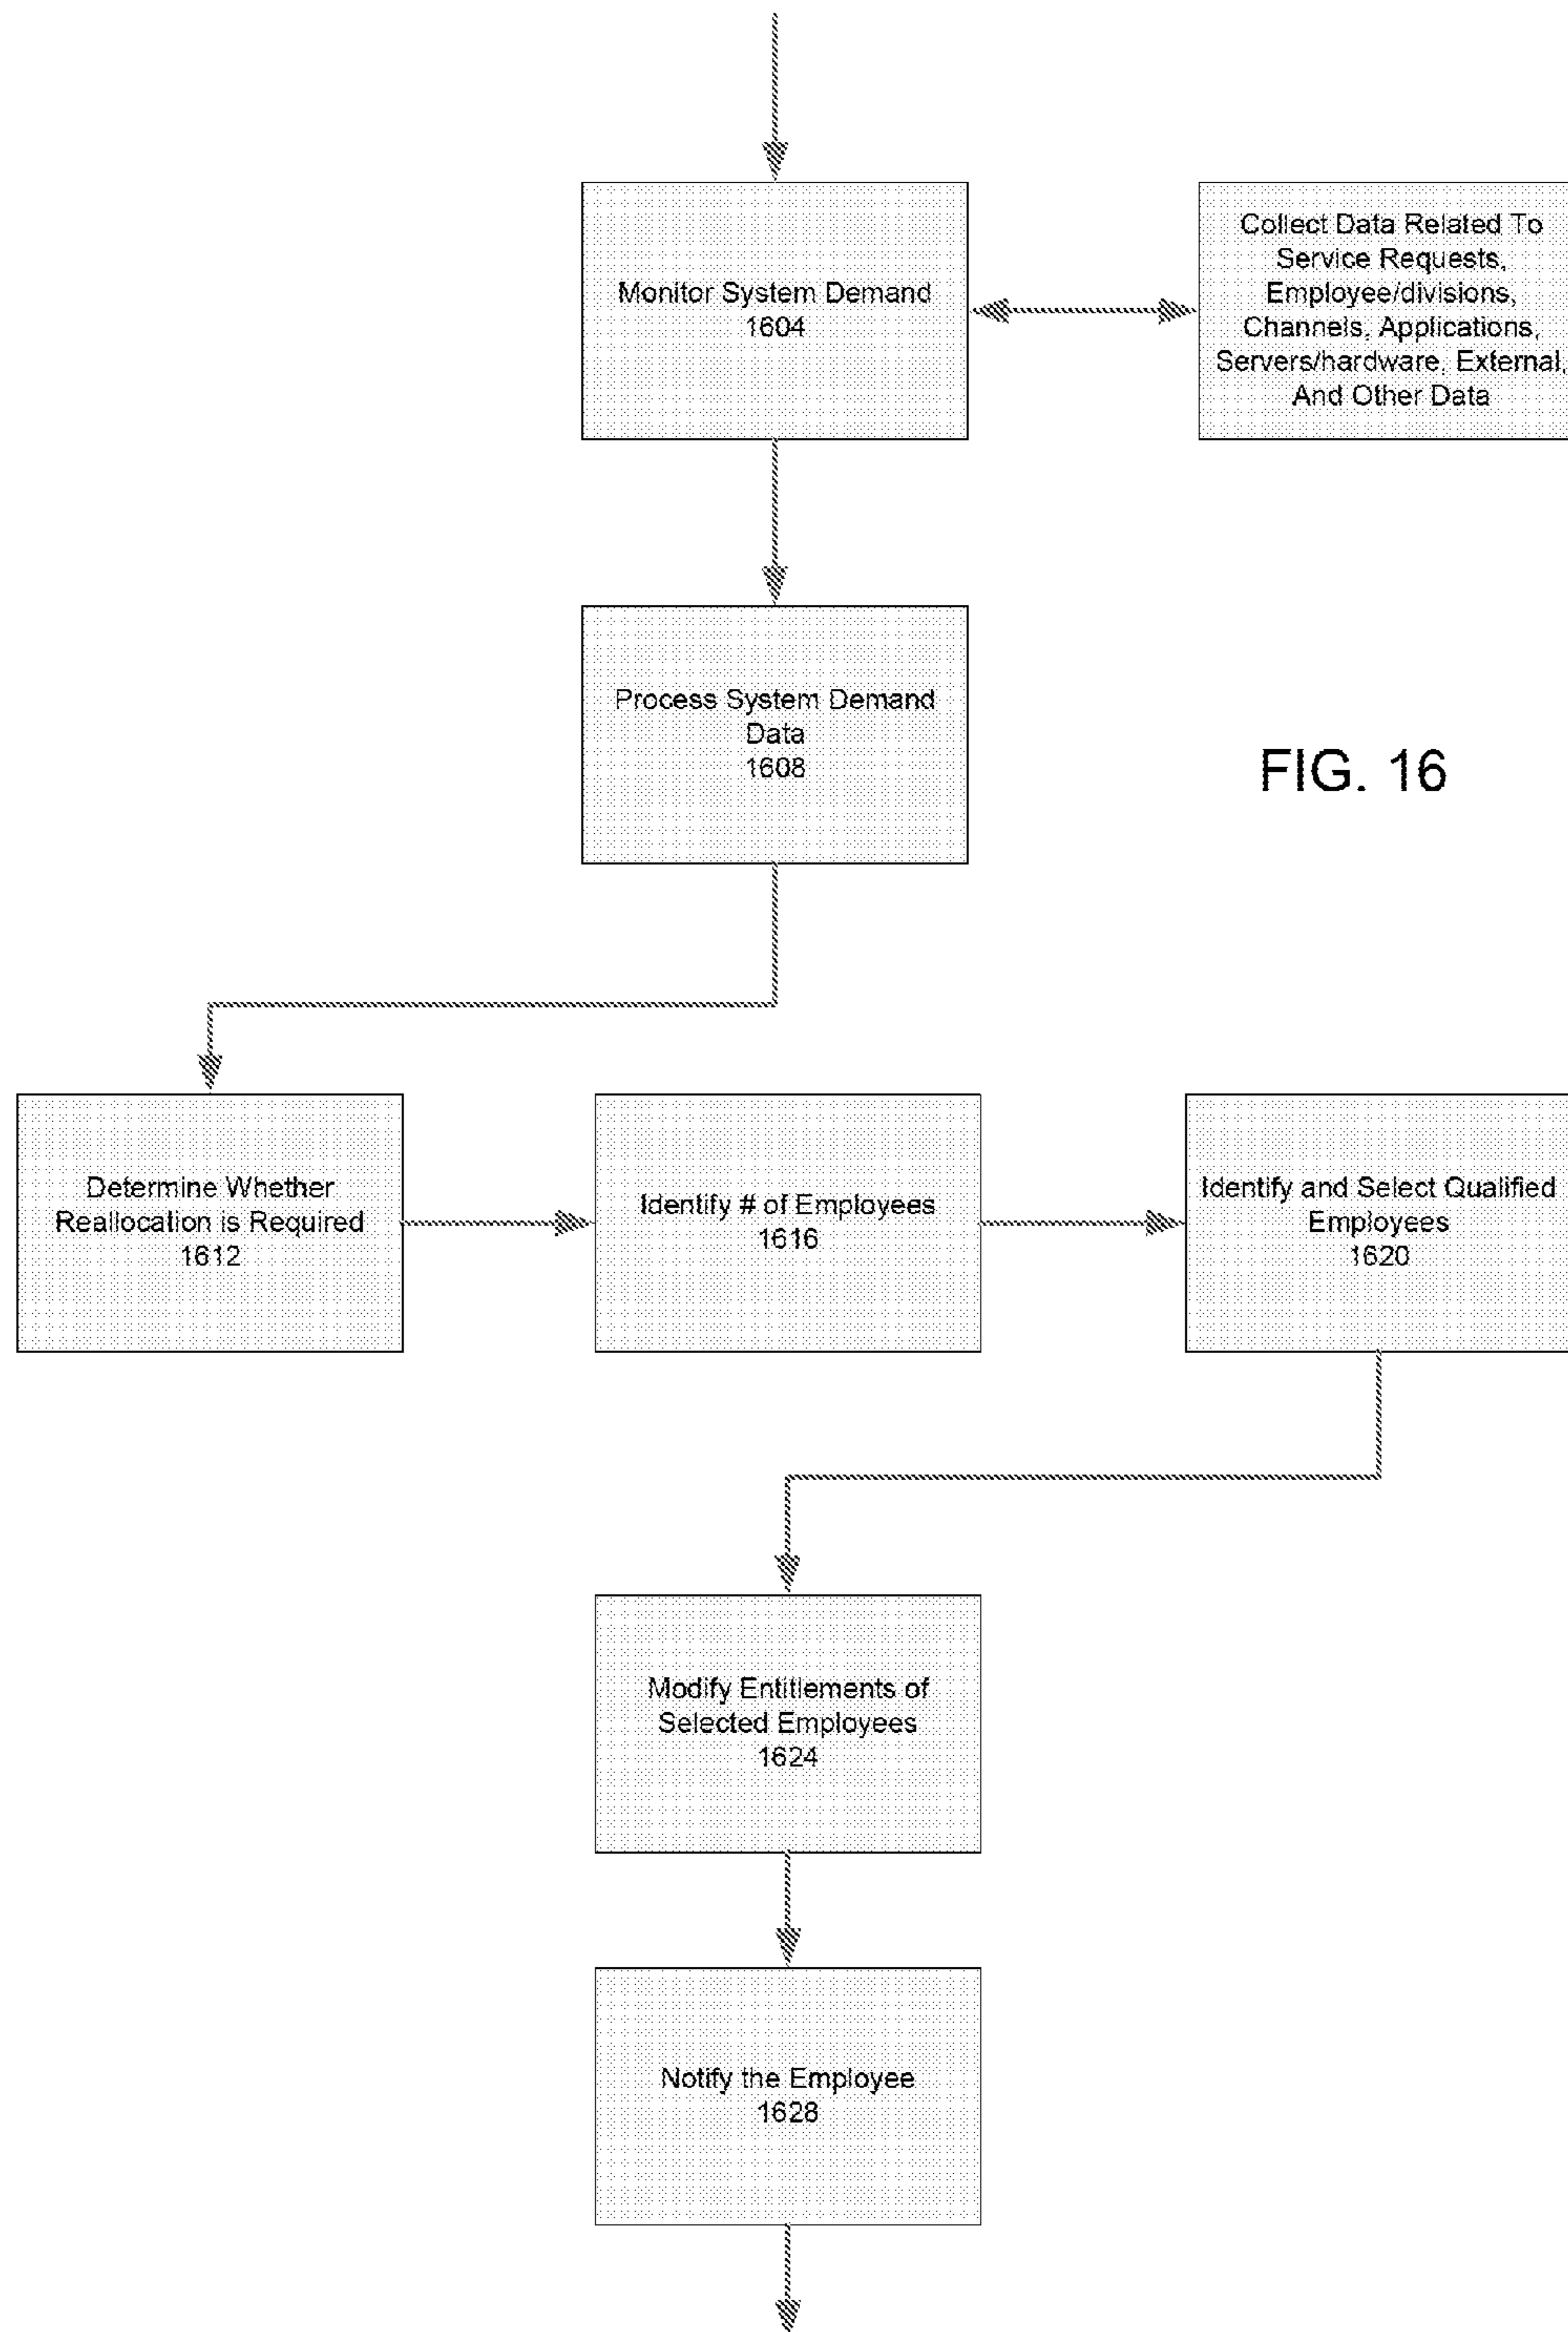 Monitor System Demand
1604
Collect Data Related To
Service Requests,
Employee/divisions,
Channels, Applications,
Servers/hardware, External,
And Other Data
Process System Demand
Data
1608
FIG. 16
Determine Whether
Reallocation is Required
1612
Identify # of Employees
1616
Identify and Select Qualified
Employees
1620
Modify Entitlements of
Selected Employees
1624
Notify the Employee
1628